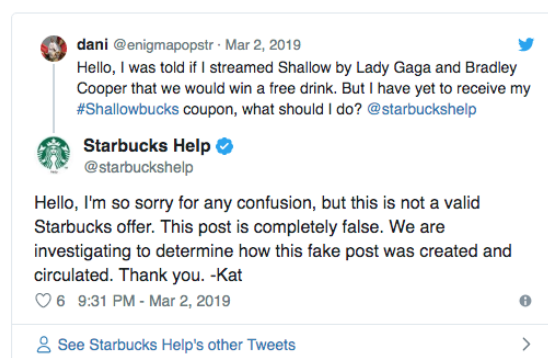 dani @enigmapopstr · Mar 2, 2019
Hello, I was told if I streamed Shallow by Lady Gaga and Bradley
Cooper that we would win a free drink. But I have yet to receive my
#Shallowbucks coupon, what should I do? @starbuckshelp
Starbucks Help
@starbuckshelp
Hello, I'm so sorry for any confusion, but this is not a valid
Starbucks offer. This post is completely false. We are
investigating to determine how this fake post was created and
circulated. Thank you. -Kat
6 9:31 PM - Mar 2, 2019
See Starbucks Help's other Tweets